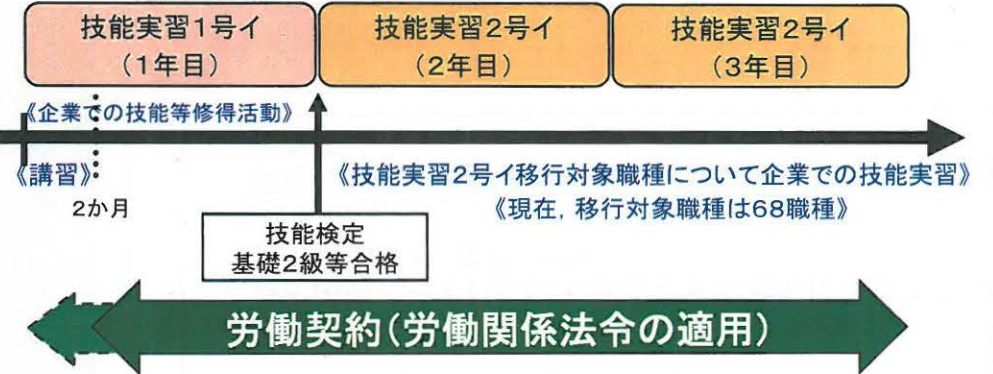 技能実習1号イ
(1年目)
技能実習2号イ
(2年目)
技能実習2号イ
(3年目)
《企業での技能等修得活動》
《講習》
2か月
《技能実習2号イ移行対象職種について企業での技能実習》
《現在，移行対象職種は68職種》
技能検定
基礎2級等合格
労働契約(労働関係法令の適用)